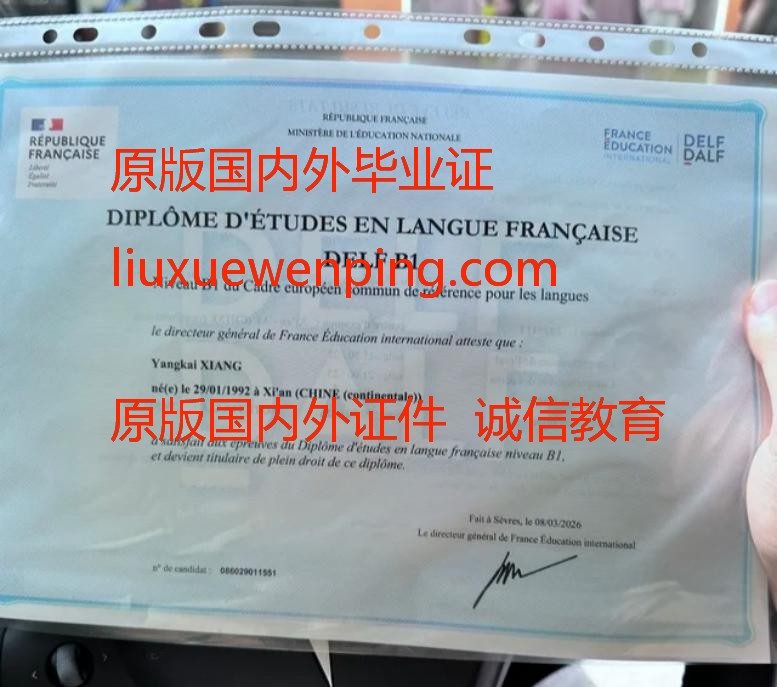 RÉPUBLIQUE FRANÇAISE
MINISTÈRE DE L'ÉDUCATION NATIONALE
RÉPUBLIQUE
FRANÇAISE
Liberté
Égalité
Fraternité
FRANCE
ÉDUCATION
INTERNATIONAL
DELF
DALF
原版国内外毕业证
DIPLÔME D'ÉTUDES EN LANGUE FRANÇAISE
DELF B1
liuxuewenping.com
Niveau B1 du Cadre européen commun de référence pour les langues
le directeur général de France Éducation international atteste que :
Yangkai XIANG
né(e) le 29/01/1992 à Xi'an (CHINE (continentale))
原版国内外证件 诚信教育
a satisfait aux épreuves du Diplôme d'études en langue française niveau B1,
et devient titulaire de plein droit de ce diplôme.
Fait à Sèvres, le 08/03/2026
Le directeur général de France Éducation international
n° de candidat : 086029011551